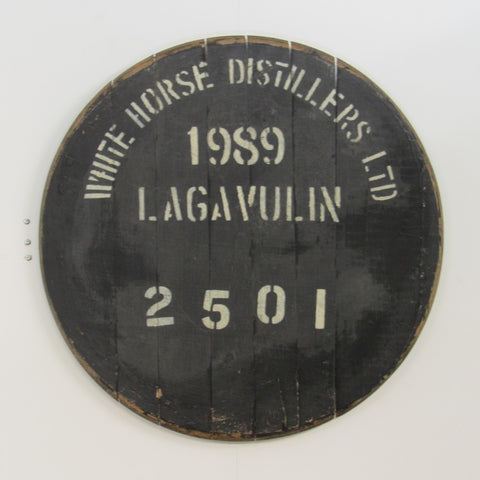 WHITE HORSE DISTILLERS LTD
1989
LAGAVULIN
2501